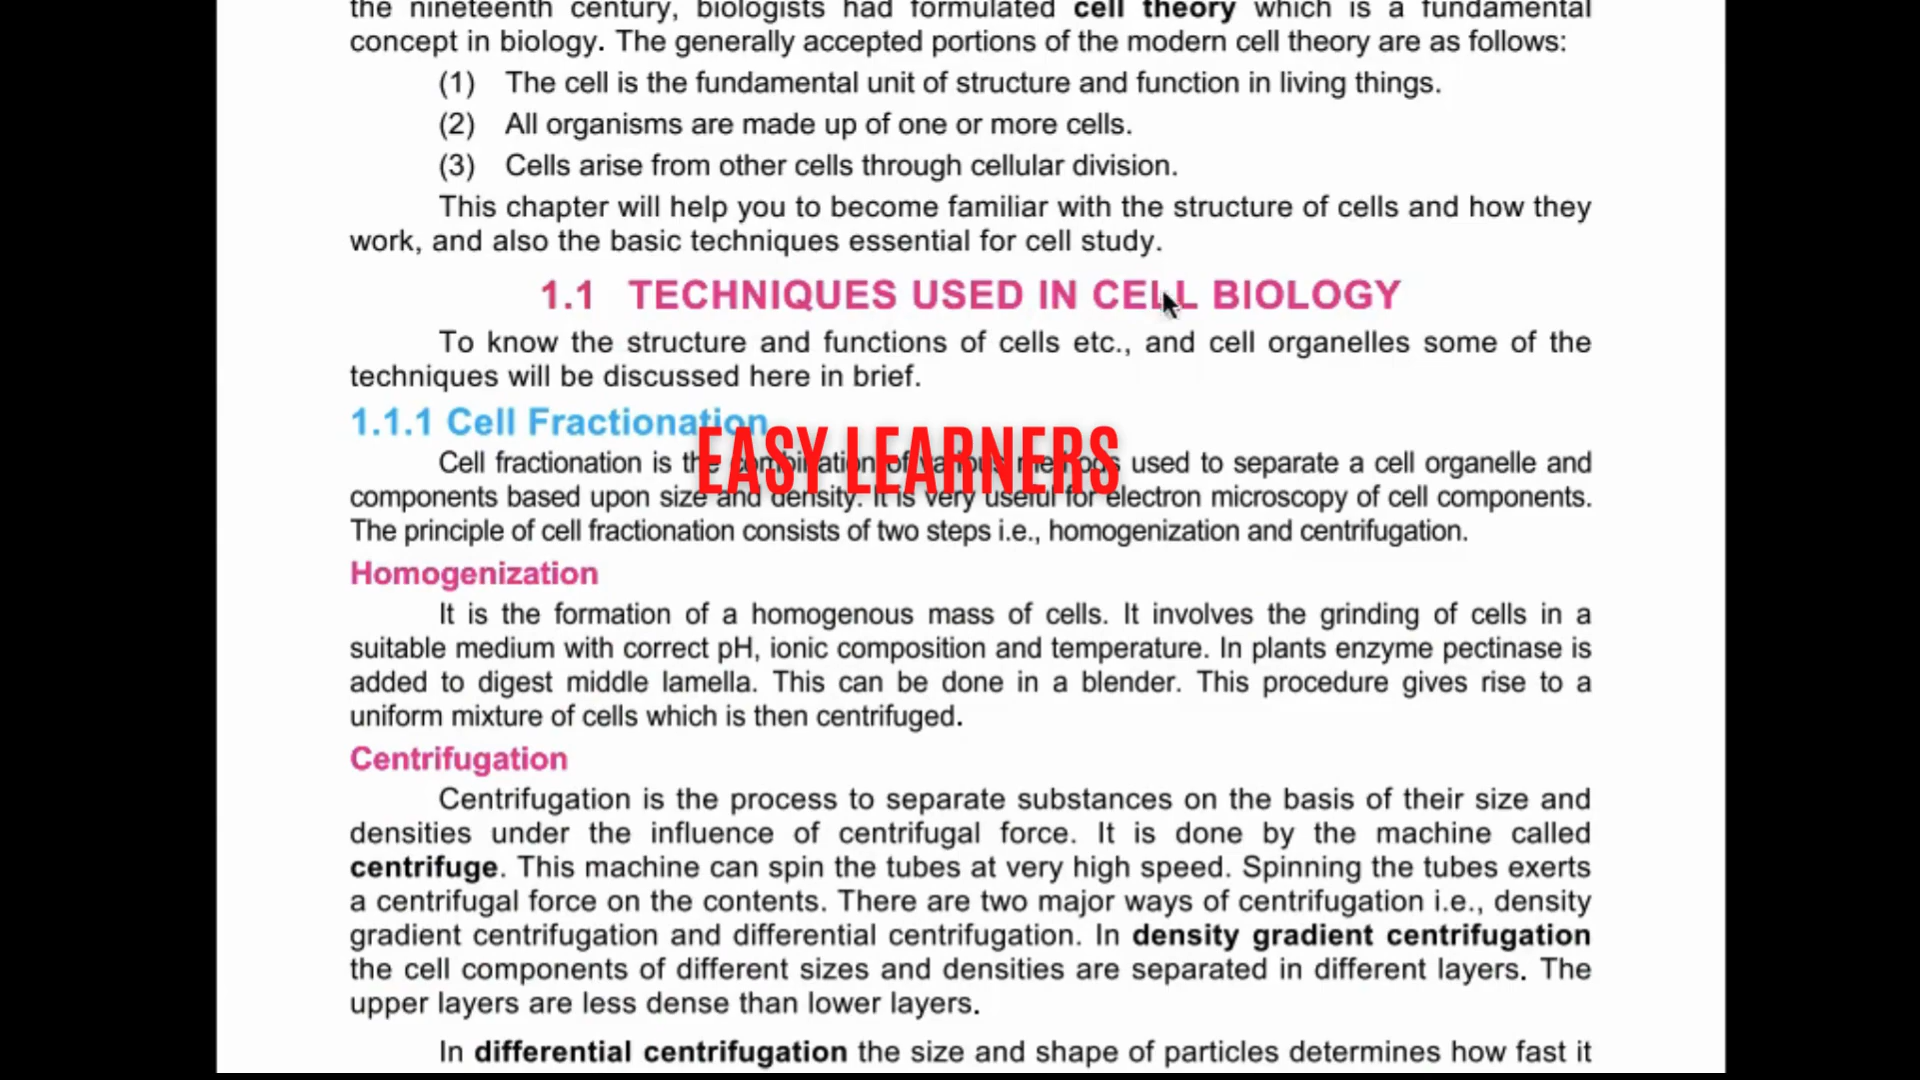 the nineteenth century, biologists had formulated cell theory which is a fundamental
concept in biology. The generally accepted portions of the modern cell theory are as follows:
(1) The cell is the fundamental unit of structure and function in living things.
(2) All organisms are made up of one or more cells.
(3) Cells arise from other cells through cellular division.
This chapter will help you to become familiar with the structure of cells and how they
work, and also the basic techniques essential for cell study.
1.1 TECHNIQUES USED IN CELL BIOLOGY
To know the structure and functions of cells etc., and cell organelles some of the
techniques will be discussed here in brief.
1.1.1 Cell Fractionation
EASY LEARNERS
Cell fractionation is the combination of various methods used to separate a cell organelle and
components based upon size and density. It is very useful for electron microscopy of cell components.
The principle of cell fractionation consists of two steps i.e., homogenization and centrifugation.
Homogenization
It is the formation of a homogenous mass of cells. It involves the grinding of cells in a
suitable medium with correct pH, ionic composition and temperature. In plants enzyme pectinase is
added to digest middle lamella. This can be done in a blender. This procedure gives rise to a
uniform mixture of cells which is then centrifuged.
Centrifugation
Centrifugation is the process to separate substances on the basis of their size and
densities under the influence of centrifugal force. It is done by the machine called
centrifuge. This machine can spin the tubes at very high speed. Spinning the tubes exerts
a centrifugal force on the contents. There are two major ways of centrifugation i.e., density
gradient centrifugation and differential centrifugation. In density gradient centrifugation
the cell components of different sizes and densities are separated in different layers. The
upper layers are less dense than lower layers.
In differential centrifugation the size and shape of particles determines how fast it